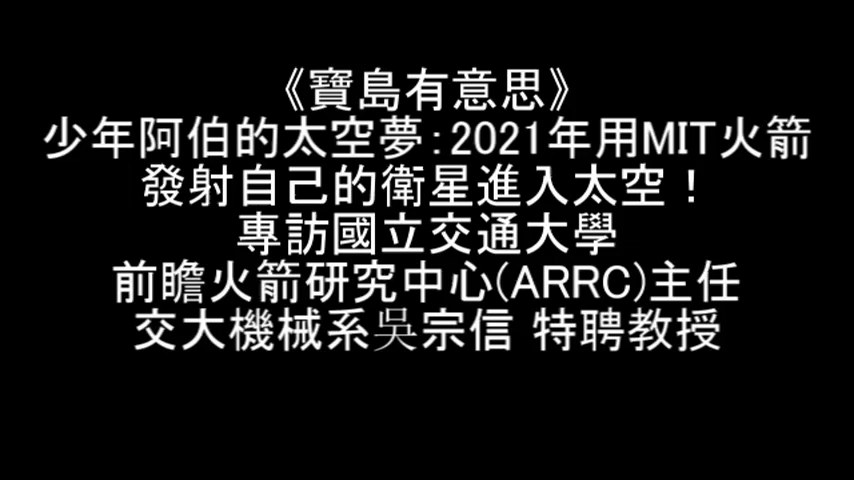 《寶島有意思》
少年阿伯的太空夢：2021年用MIT火箭
發射自己的衛星進入太空！
專訪國立交通大學
前瞻火箭研究中心(ARRC)主任
交大機械系吳宗信 特聘教授